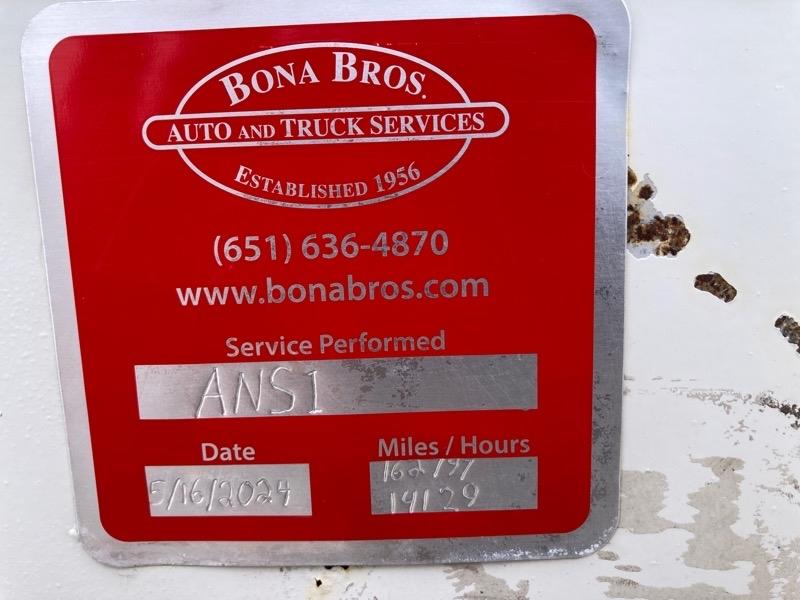 BONA BROS.
AUTO AND TRUCK SERVICES
ESTABLISHED 1956
(651) 636-4870
www.bonabros.com
Service Performed
ANSI
Date
Miles / Hours
5/16/2024
14129